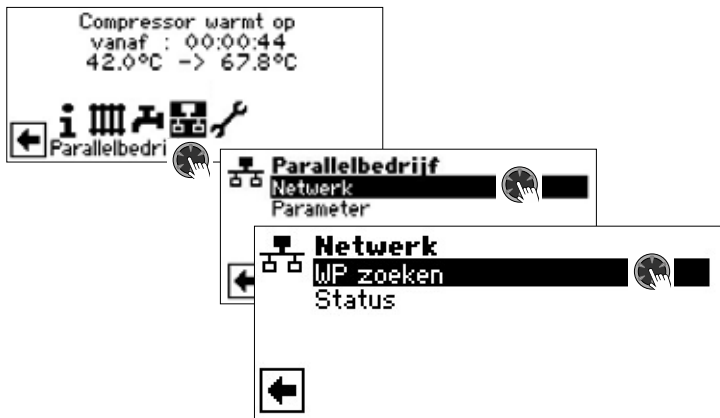 Compressor warmt op
vanaf : 00:00:44
42.0°C -> 67.8°C
Parallelbedri
Parallelbedrijf
Netwerk
Parameter
Netwerk
WP zoeken
Status